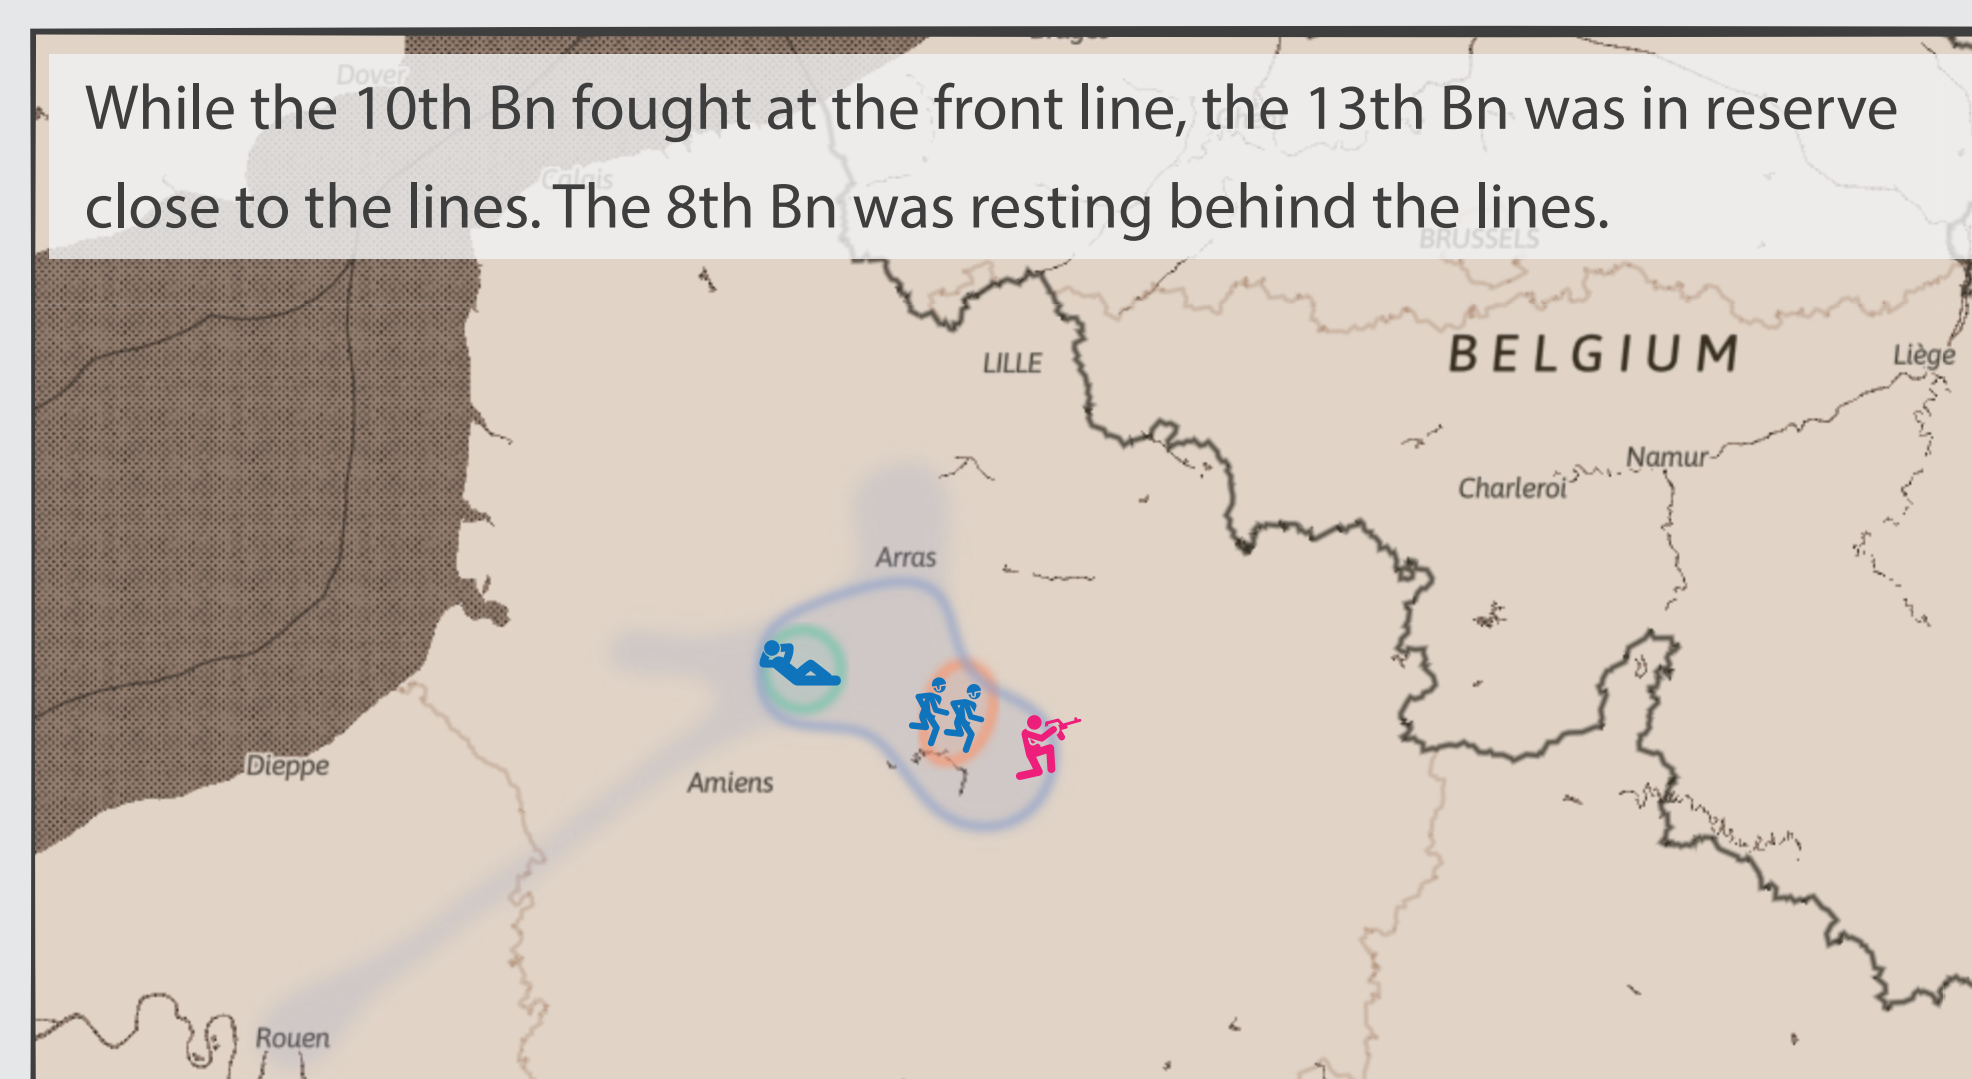 Bruges
Dover
While the 10th Bn fought at the front line, the 13th Bn was in reserve
Ghent
Calais
close to the lines. The 8th Bn was resting behind the lines.
BRUSSELS
LILLE
BELGIUM
Liège
Namur
Charleroi
Arras
Dieppe
Amiens
Rouen